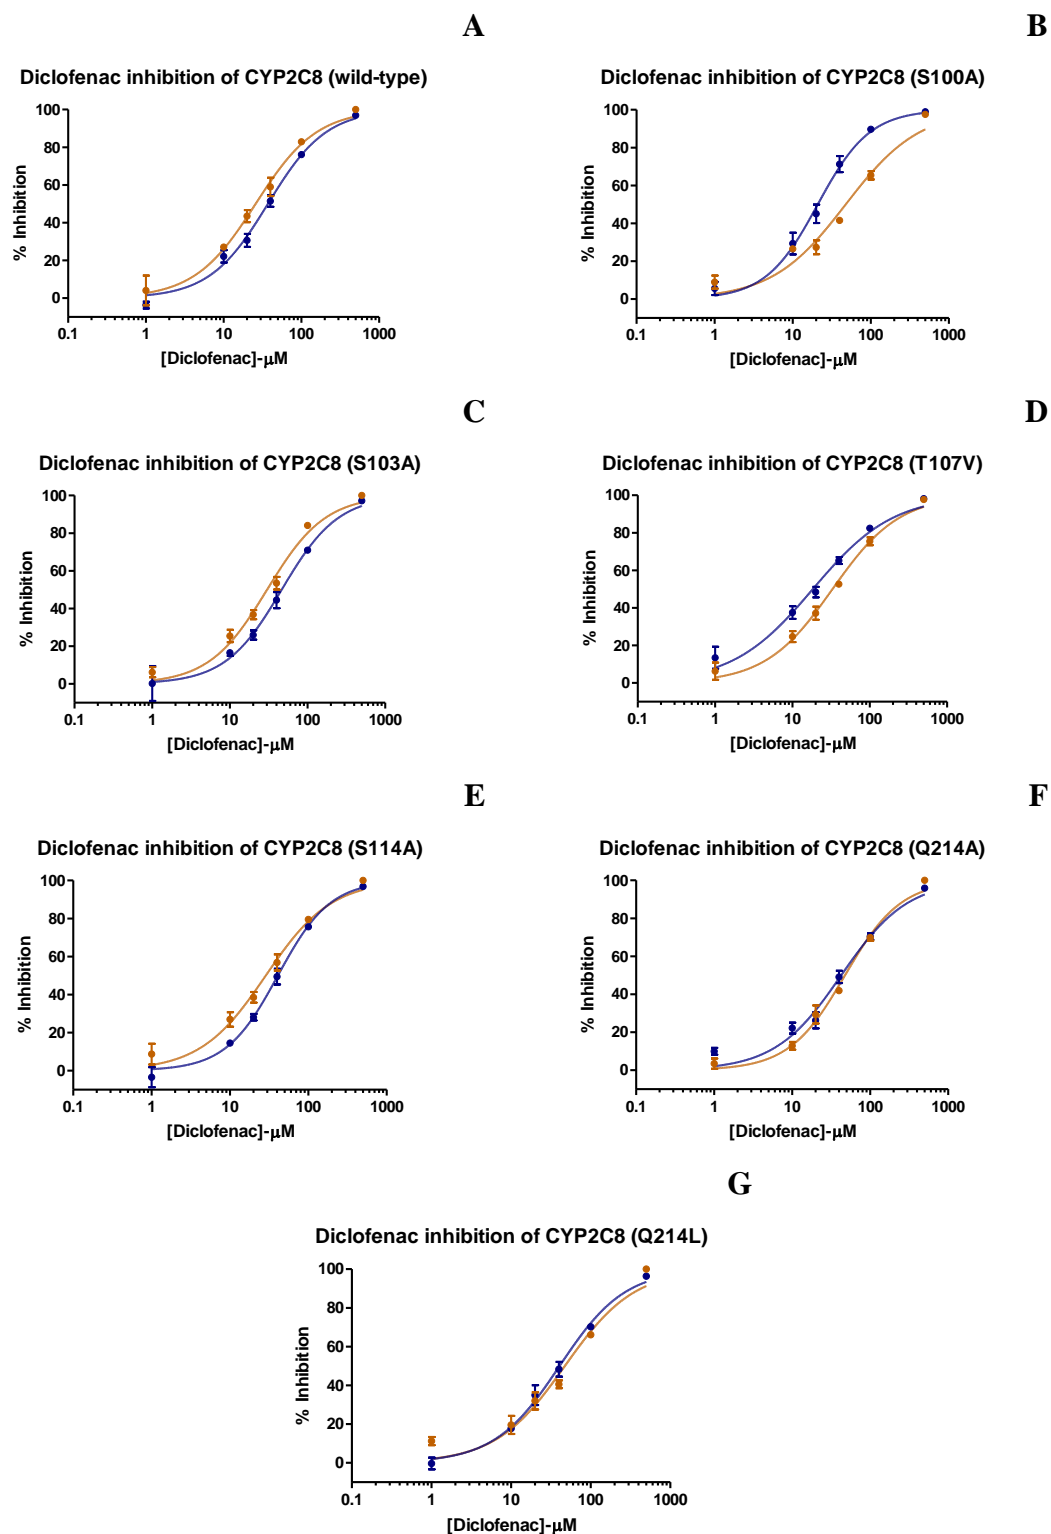 A
Diclofenac inhibition of CYP2C8 (wild-type)
% Inhibition
100
80
60
40
20
0
0.1 1 10 100 1000
[Diclofenac]-μM
B
Diclofenac inhibition of CYP2C8 (S100A)
% Inhibition
100
80
60
40
20
0
0.1 1 10 100 1000
[Diclofenac]-μM
C
Diclofenac inhibition of CYP2C8 (S103A)
% Inhibition
100
80
60
40
20
0
0.1 1 10 100 1000
[Diclofenac]-μM
D
Diclofenac inhibition of CYP2C8 (T107V)
% Inhibition
100
80
60
40
20
0
0.1 1 10 100 1000
[Diclofenac]-μM
E
Diclofenac inhibition of CYP2C8 (S114A)
% Inhibition
100
80
60
40
20
0
0.1 1 10 100 1000
[Diclofenac]-μM
F
Diclofenac inhibition of CYP2C8 (Q214A)
% Inhibition
100
80
60
40
20
0
0.1 1 10 100 1000
[Diclofenac]-μM
G
Diclofenac inhibition of CYP2C8 (Q214L)
% Inhibition
100
80
60
40
20
0
0.1 1 10 100 1000
[Diclofenac]-μM